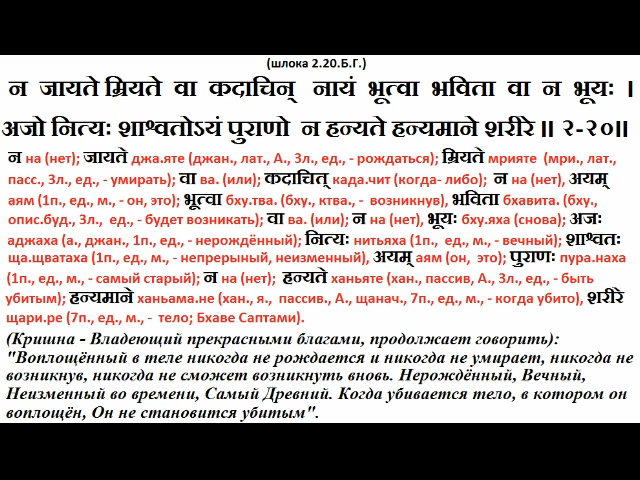 (шлока 2.20.Б.Г.)
न जायते म्रियते वा कदाचिन् नायं भूत्वा भविता वा न भूयः ।
अजो नित्यः शाश्वतोऽयं पुराणो न हन्यते हन्यमाने शरीरे ॥ २-२०॥
न на (нет); जायते джа.яте (джан., лат., А., 3л., ед., - рождаться); म्रियते мрияте (мри., лат.,
пасс., 3л., ед., - умирать); वा ва. (или); कदाचित् када.чит (когда- либо); न на (нет), अयम्
аям (1п., ед., м., - он, это); भूत्वा бху.тва. (бху., ктва., - возникнув), भविता бхавита. (бху.,
опис.буд., 3л., ед., - будет возникать); वा ва. (или); न на (нет), भूयः бху.яха (снова); अजः
аджаха (а., джан., 1п., ед., - нерождённый); नित्यः нитьяха (1п., ед., м., - вечный); शाश्वतः
ша.щватаха (1п., ед., м., - непрерыный, неизменный), अयम् аям (он, это); पुराणः пура.наха
(1п., ед., м., - самый старый); न на (нет) हन्यते ханьяте (хан., пассив, А., 3л., ед., - быть
убитым); हन्यमाने ханьама.не (хан., я., пассив., А., щанач., 7п., ед., м., - когда убито), शरीरे
щари.ре (7п., ед., м., - тело; Бхаве Саптами).
(Кришна - Владеющий прекрасными благами, продолжает говорить):
"Воплощённый в теле никогда не рождается и никогда не умирает, никогда не
возникнув, никогда не сможет возникнуть вновь. Нерождённый, Вечный,
Неизменный во времени, Самый Древний. Когда убивается тело, в котором он
воплощён, Он не становится убитым".